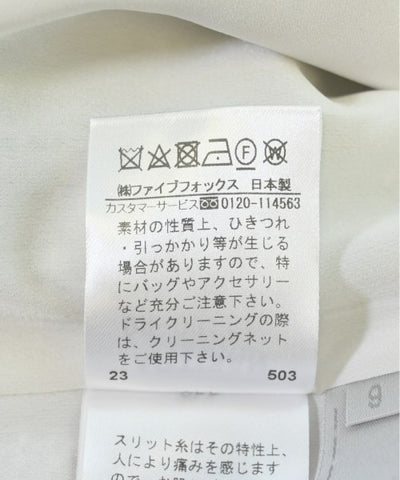 F W
㈱ファイブフォックス 日本製
カスタマーサービス 0120-114563
素材の性質上、ひきつれ
・引っかかり等が生じる
場合がありますので、特
にバッグやアクセサリー
など充分ご注意下さい。
ドライクリーニングの際
は、クリーニングネット
をご使用下さい。
23 503
9
スリット糸はその特性上、
人により痛みを感じます